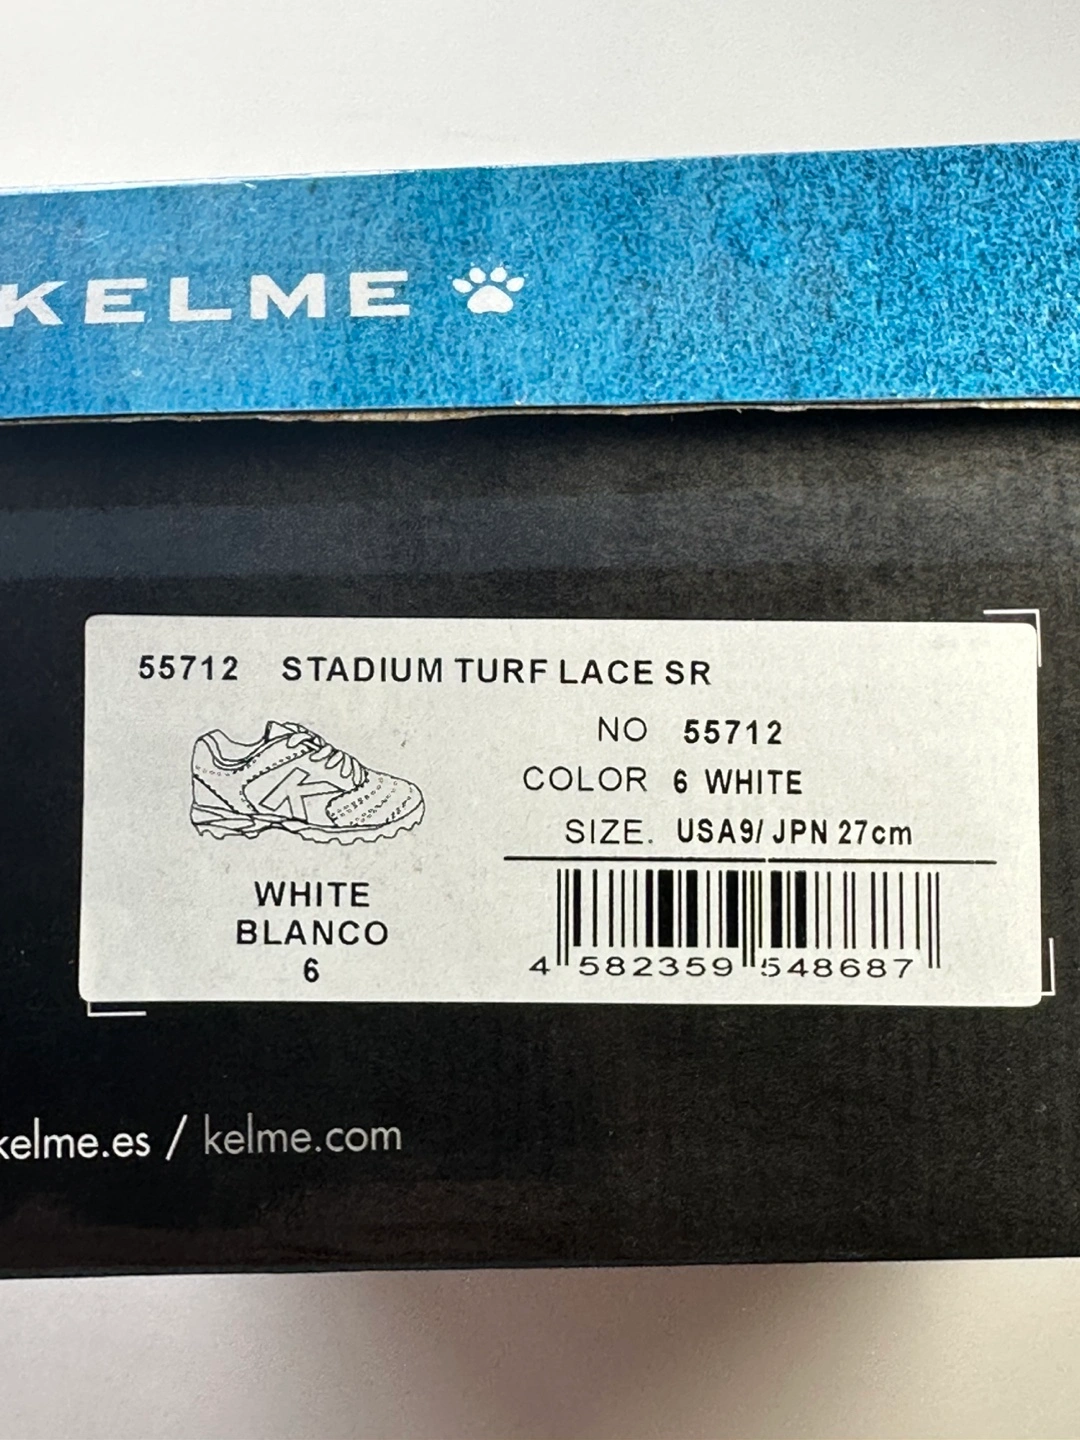 KELME
55712 STADIUM TURF LACE SR
NO 55712
COLOR 6 WHITE
SIZE. USA9/ JPN 27cm
WHITE
BLANCO
6
4 582359 548687
kelme.es / kelme.com